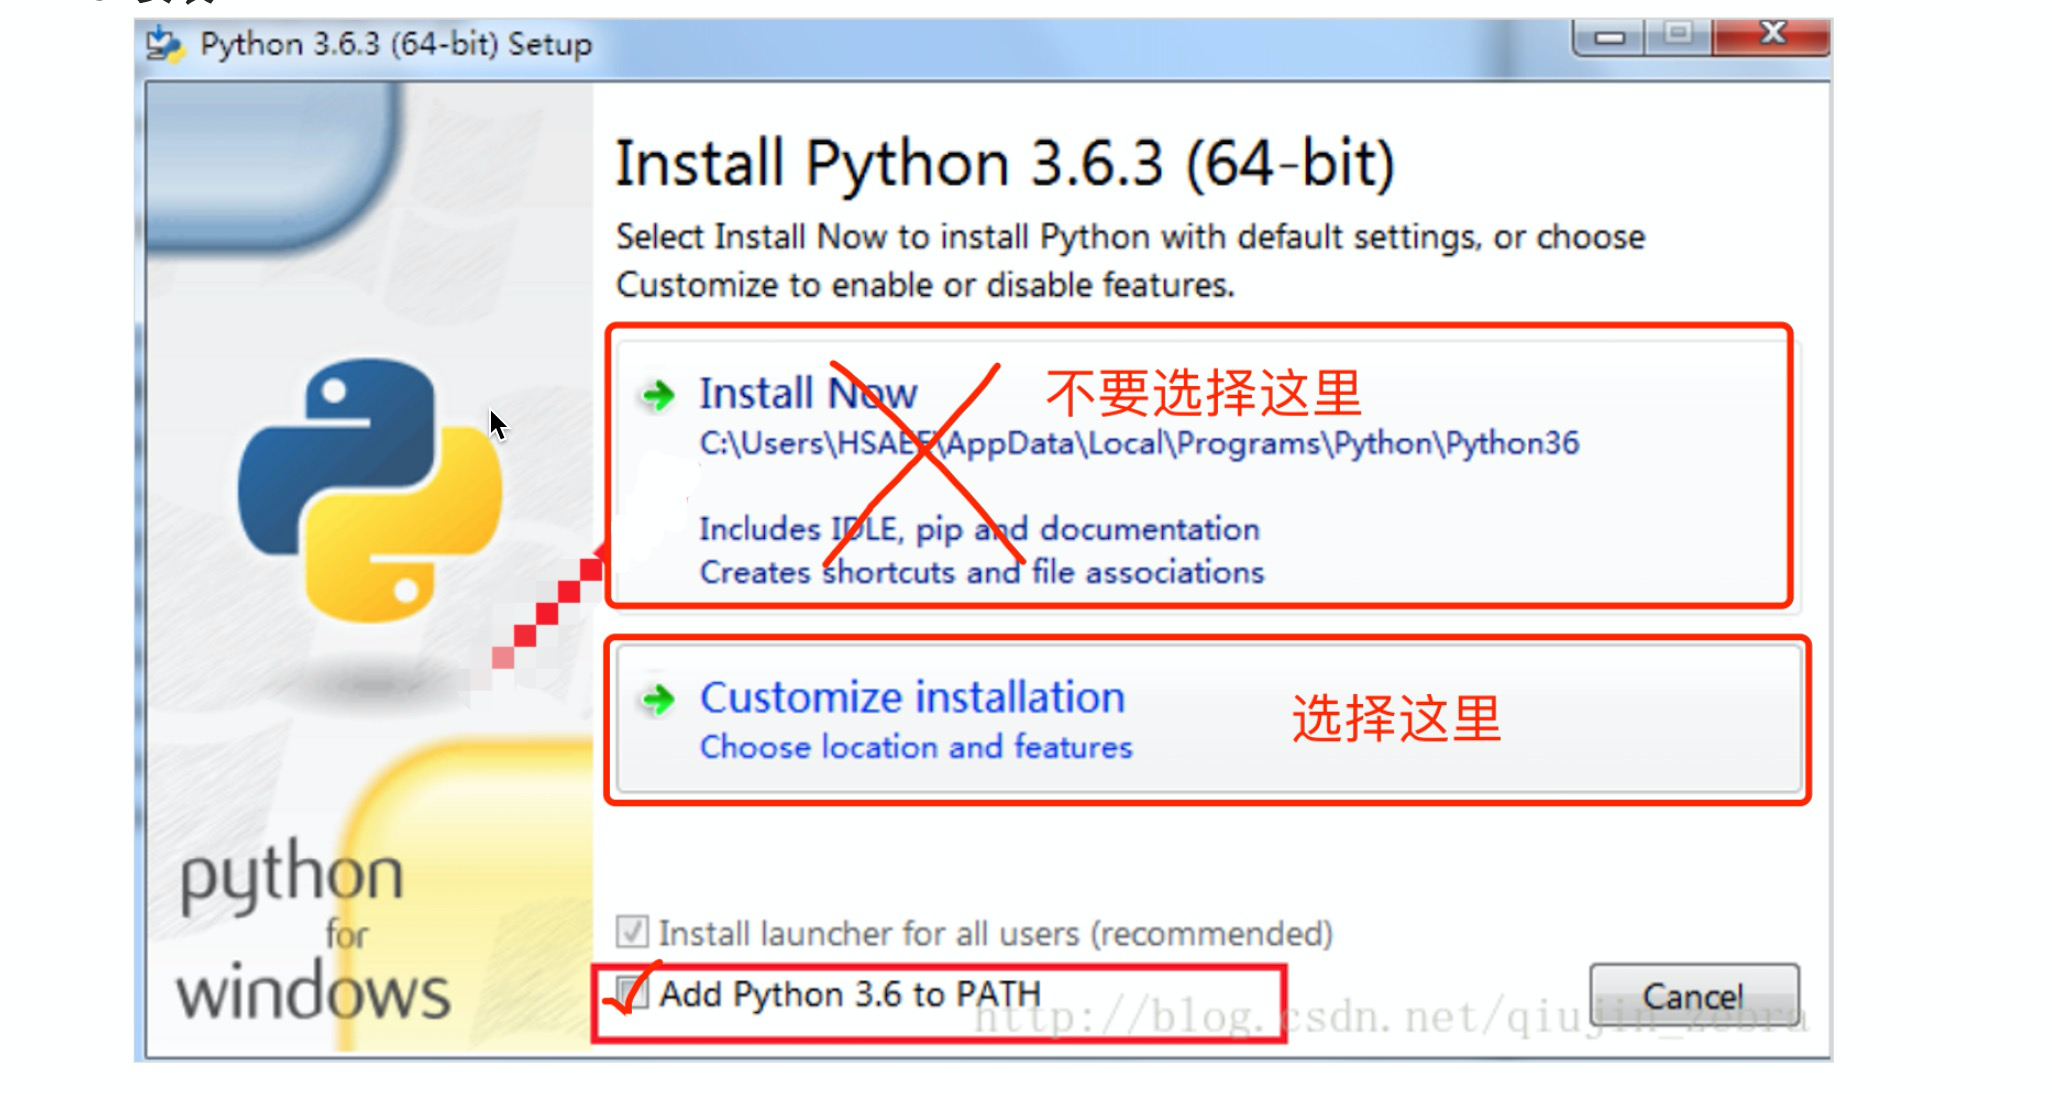 Python 3.6.3 (64-bit) Setup
Install Python 3.6.3 (64-bit)
Select Install Now to install Python with default settings, or choose
Customize to enable or disable features.
Install Now 不要选择这里
C:\Users\HSAEE\AppData\Local\Programs\Python\Python36
Includes IDLE, pip and documentation
Creates shortcuts and file associations
Customize installation
选择这里
Choose location and features
python
for
windows
Install launcher for all users (recommended)
Add Python 3.6 to PATH
Cancel
http://blog.csdn.net/qiujin_zebra